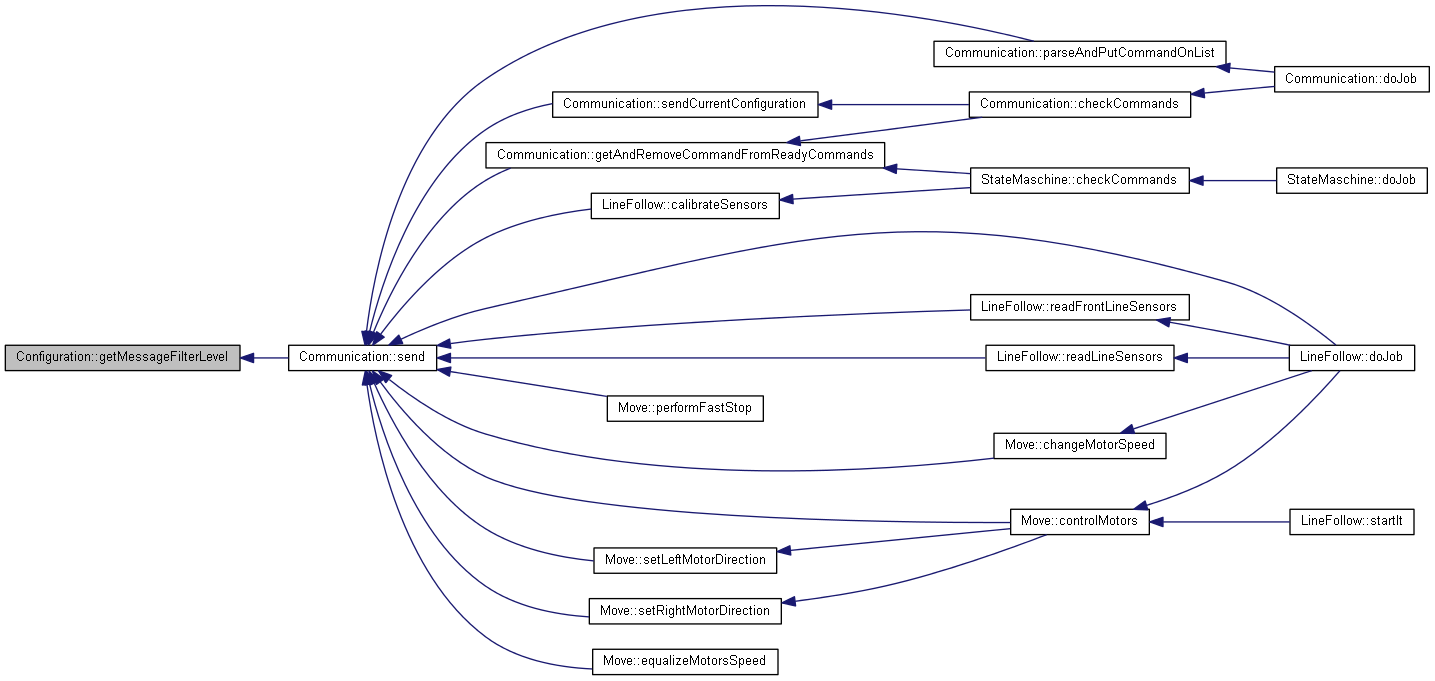 Communication::parseAndPutCommandOnList
Communication::doJob
Communication::sendCurrentConfiguration
Communication::checkCommands
Communication::getAndRemoveCommandFromReadyCommands
StateMaschine::checkCommands
StateMaschine::doJob
LineFollow::calibrateSensors
LineFollow::readFrontLineSensors
Configuration::getMessageFilterLevel
Communication::send
LineFollow::readLineSensors
LineFollow::doJob
Move::performFastStop
Move::changeMotorSpeed
Move::controlMotors
LineFollow::startIt
Move::setLeftMotorDirection
Move::setRightMotorDirection
Move::equalizeMotorsSpeed